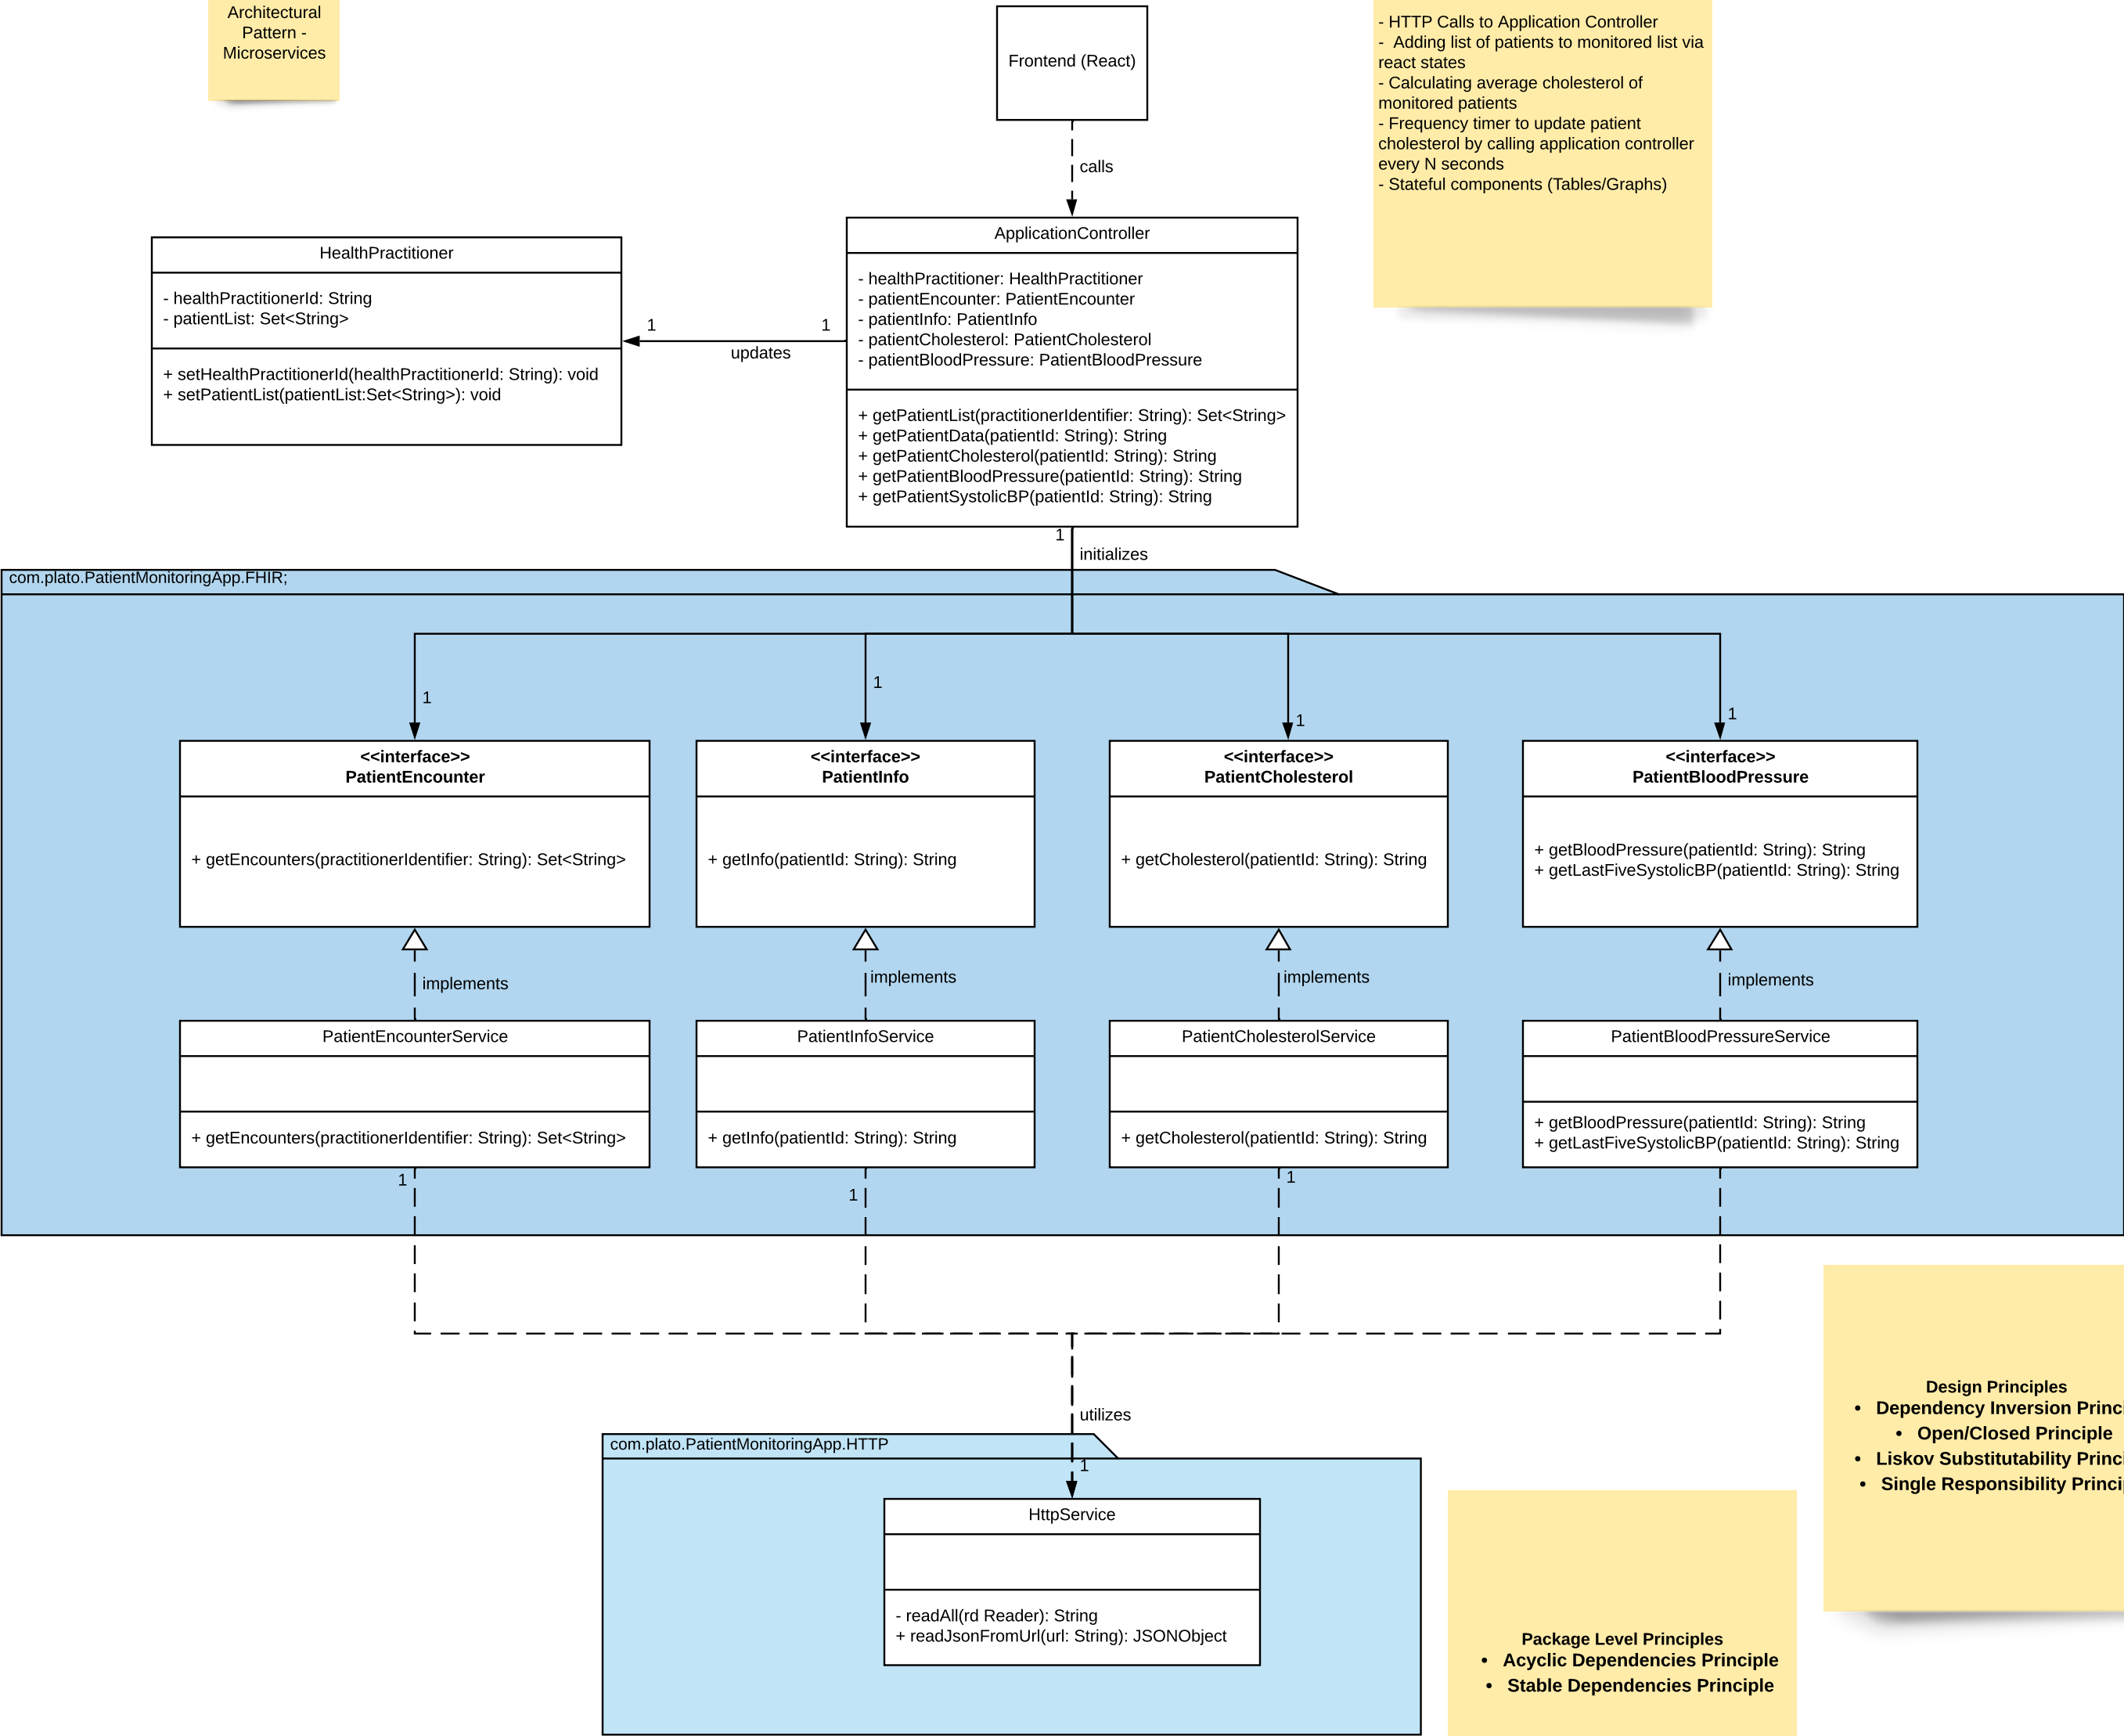 Architectural
Pattern -
Microservices
Frontend (React)
- HTTP Calls to Application Controller
-  Adding list of patients to monitored list via
react states
- Calculating average cholesterol of
monitored patients
- Frequency timer to update patient
cholesterol by calling application controller
every N seconds
- Stateful components (Tables/Graphs)
calls
HealthPractitioner
- healthPractitionerId: String
- patientList: Set<String>
+ setHealthPractitionerId(healthPractitionerId: String): void
+ setPatientList(patientList:Set<String>): void
1
1
updates
ApplicationController
- healthPractitioner: HealthPractitioner
- patientEncounter: PatientEncounter
- patientInfo: PatientInfo
- patientCholesterol: PatientCholesterol
- patientBloodPressure: PatientBloodPressure
+ getPatientList(practitionerIdentifier: String): Set<String>
+ getPatientData(patientId: String): String
+ getPatientCholesterol(patientId: String): String
+ getPatientBloodPressure(patientId: String): String
+ getPatientSystolicBP(patientId: String): String
1
initializes
com.plato.PatientMonitoringApp.FHIR;
1
1
1
1
<<interface>>
PatientEncounter
+ getEncounters(practitionerIdentifier: String): Set<String>
<<interface>>
PatientInfo
+ getInfo(patientId: String): String
<<interface>>
PatientCholesterol
+ getCholesterol(patientId: String): String
<<interface>>
PatientBloodPressure
+ getBloodPressure(patientId: String): String
+ getLastFiveSystolicBP(patientId: String): String
implements
implements
implements
implements
PatientEncounterService
+ getEncounters(practitionerIdentifier: String): Set<String>
PatientInfoService
+ getInfo(patientId: String): String
PatientCholesterolService
+ getCholesterol(patientId: String): String
PatientBloodPressureService
+ getBloodPressure(patientId: String): String
+ getLastFiveSystolicBP(patientId: String): String
1
1
1
utilizes
com.plato.PatientMonitoringApp.HTTP
1
HttpService
- readAll(rd Reader): String
+ readJsonFromUrl(url: String): JSONObject
Design Principles
• Dependency Inversion
• Open/Closed Principle
• Liskov Substitutability
• Single Responsibility
Package Level Principles
• Acyclic Dependencies Principle
• Stable Dependencies Principle